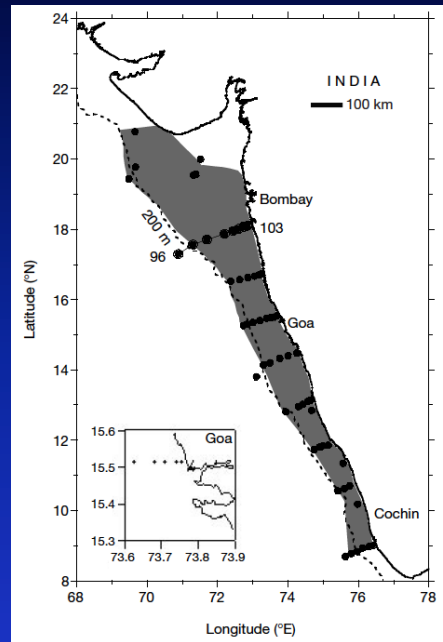 24
22
20
18
16
14
12
10
8
Latitude (°N)
INDIA
100 km
Bombay
103
200 m
96
Goa
Cochin
Goa
15.6
15.5
15.4
15.3
73.6 73.7 73.8 73.9
68 70 72 74 76 78
Longitude (°E)